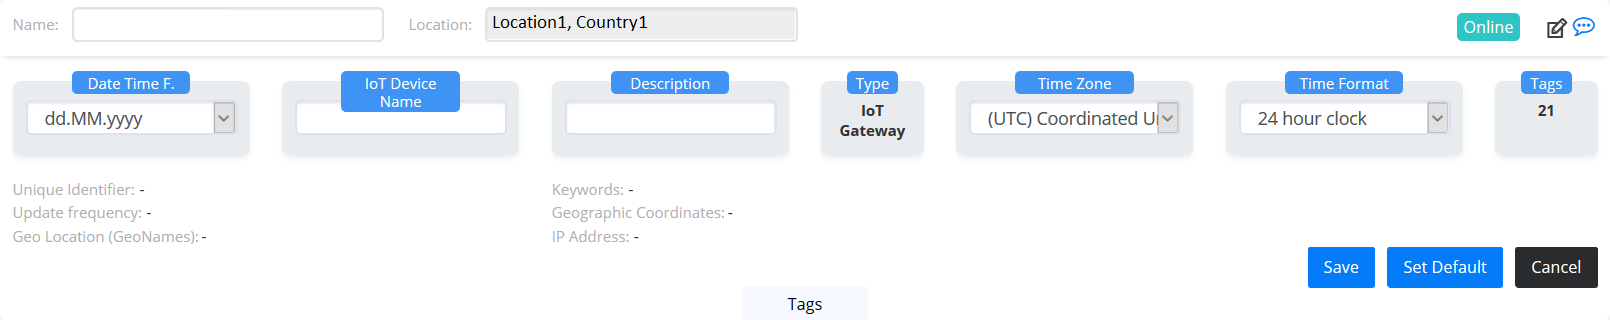 Name:
Location: Location1, Country1
Online
Date Time F.
dd.MM.yyyy
IoT Device
Name
Description
Type
IoT
Gateway
Time Zone
(UTC) Coordinated U
Time Format
24 hour clock
Tags
21
Unique Identifier: -
Update frequency: -
Geo Location (GeoNames): -
Keywords: -
Geographic Coordinates: -
IP Address: -
Save
Set Default
Cancel
Tags